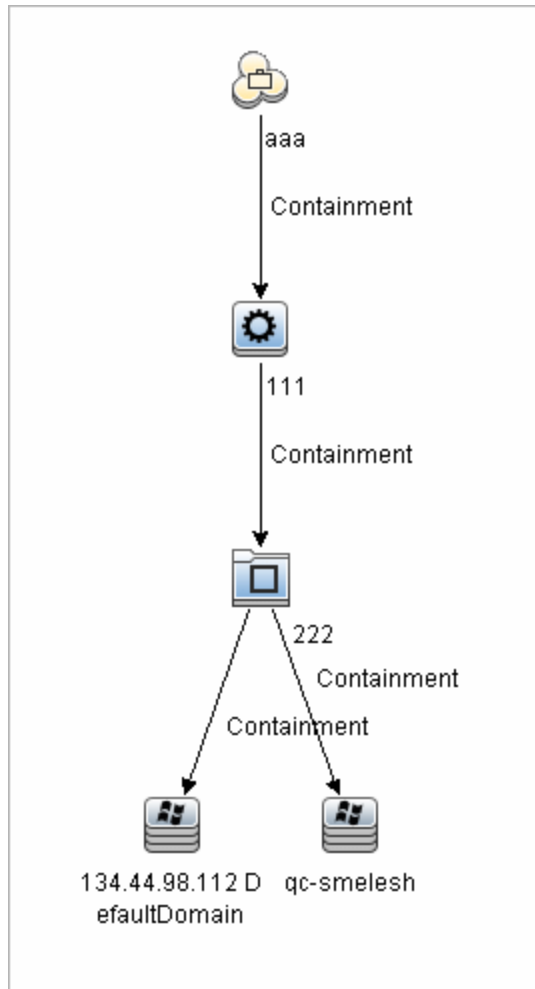 aaa
Containment
111
Containment
222
Containment
Containment
134.44.98.112 D
efaultDomain
qc-smelesh